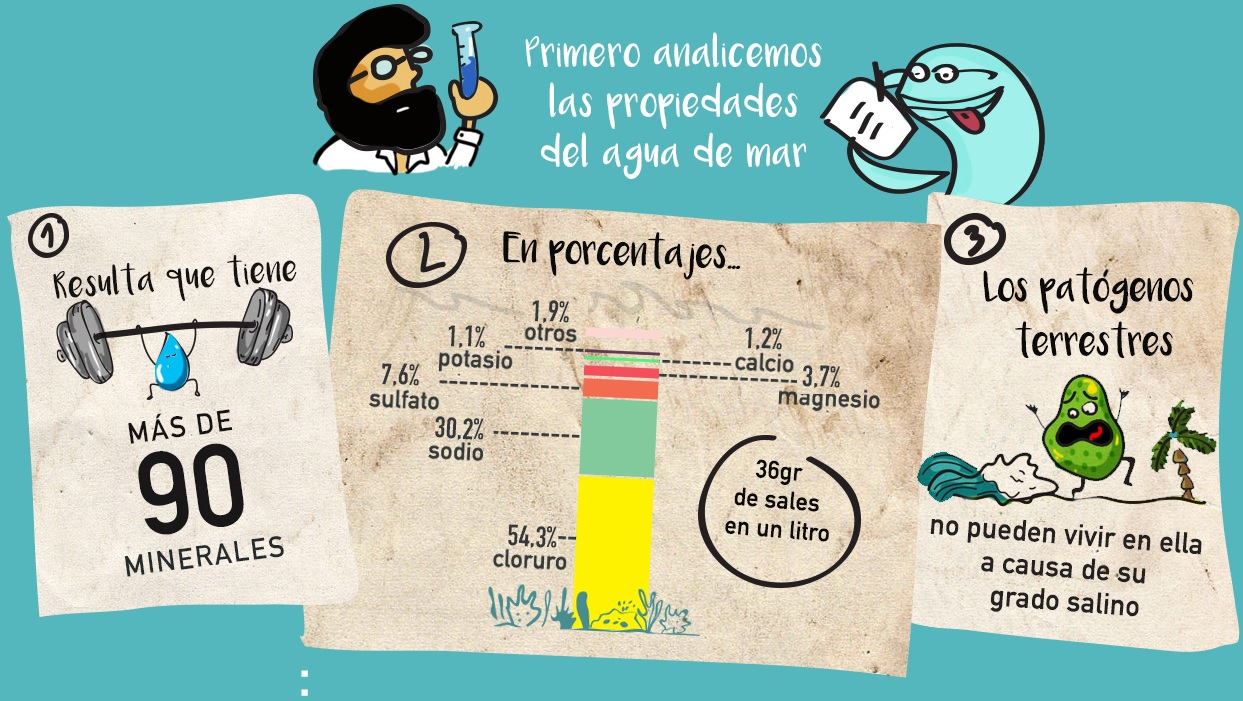 Primero analicemos
las propiedades
del agua de mar
1
Resulta que tiene
MÁS DE
90
MINERALES
2
En porcentajes...
1,9%
otros
1,1%
potasio
1,2%
calcio
7,6%
sulfato
3,7%
magnesio
30,2%
sodio
54,3%
cloruro
36gr
de sales
en un litro
3
Los patógenos
terrestres
no pueden vivir en ella
a causa de su
grado salino